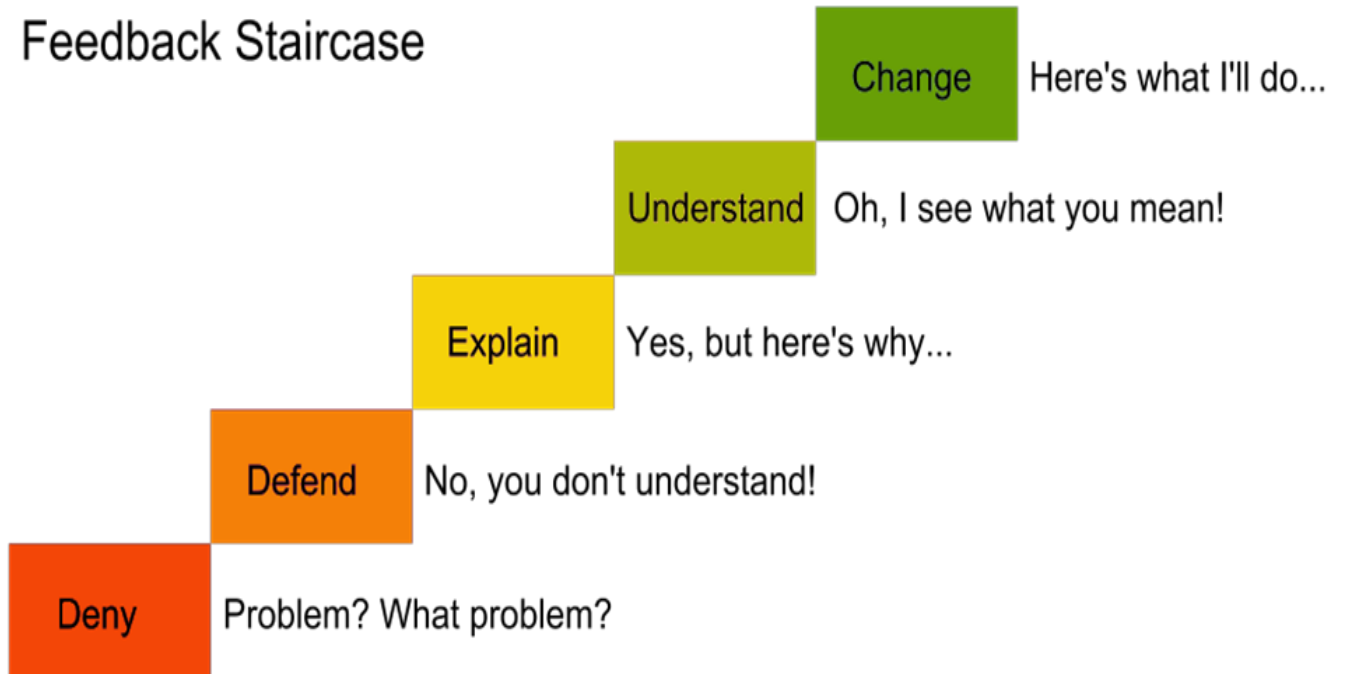 Feedback Staircase
Change Here's what I'll do...
Understand Oh, I see what you mean!
Explain Yes, but here's why...
Defend No, you don't understand!
Deny Problem? What problem?